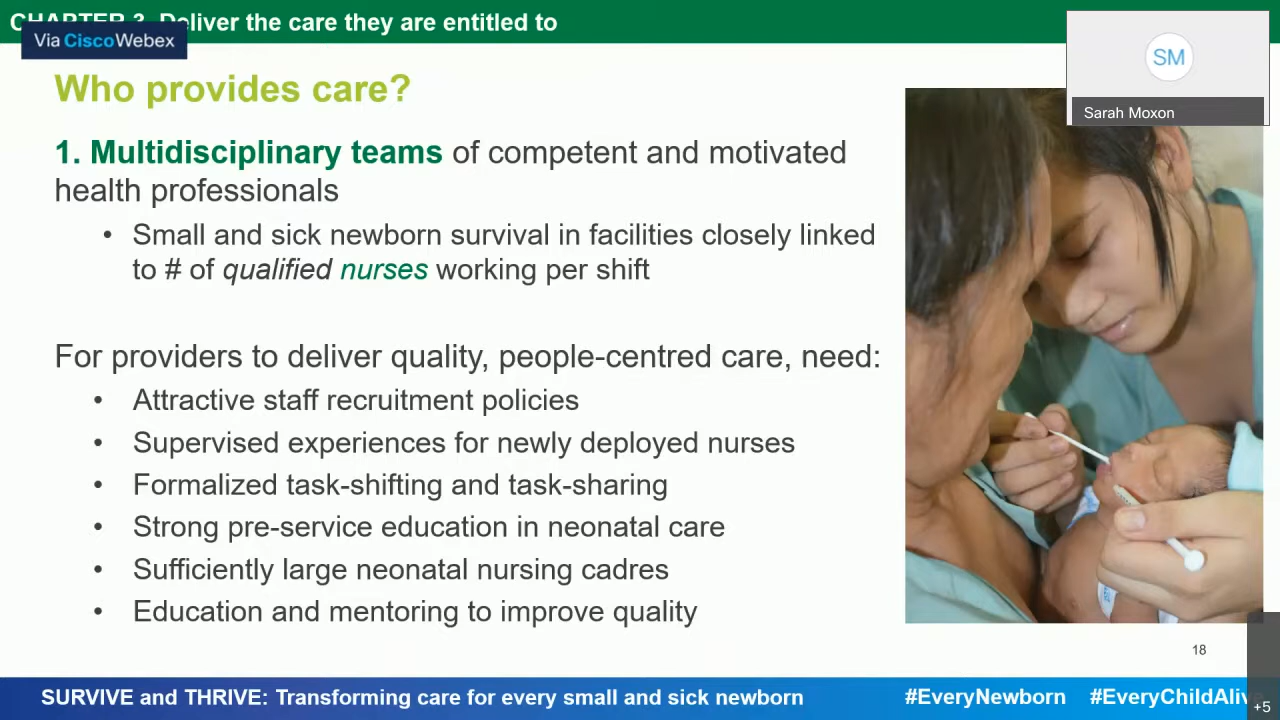 CHAPTER 3. Deliver the care they are entitled to
Via CiscoWebex
SM
Sarah Moxon
Who provides care?
1. Multidisciplinary teams of competent and motivated
health professionals
• Small and sick newborn survival in facilities closely linked
to # of qualified nurses working per shift
For providers to deliver quality, people-centred care, need:
• Attractive staff recruitment policies
• Supervised experiences for newly deployed nurses
• Formalized task-shifting and task-sharing
• Strong pre-service education in neonatal care
• Sufficiently large neonatal nursing cadres
• Education and mentoring to improve quality
18
SURVIVE and THRIVE: Transforming care for every small and sick newborn
#EveryNewborn #EveryChildAlive
+5